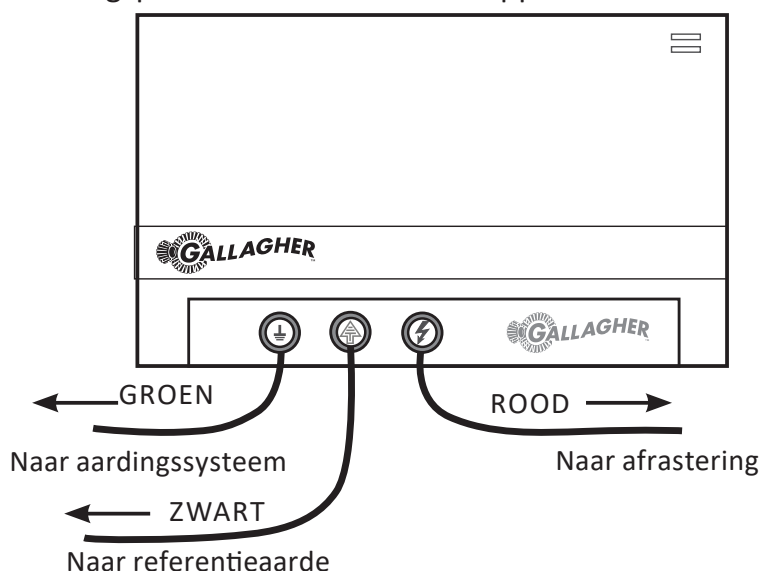 GALLAGHER
GALLAGHER
GROEN
ROOD
Naar aardingssysteem
Naar afrastering
ZWART
Naar referentieaarde